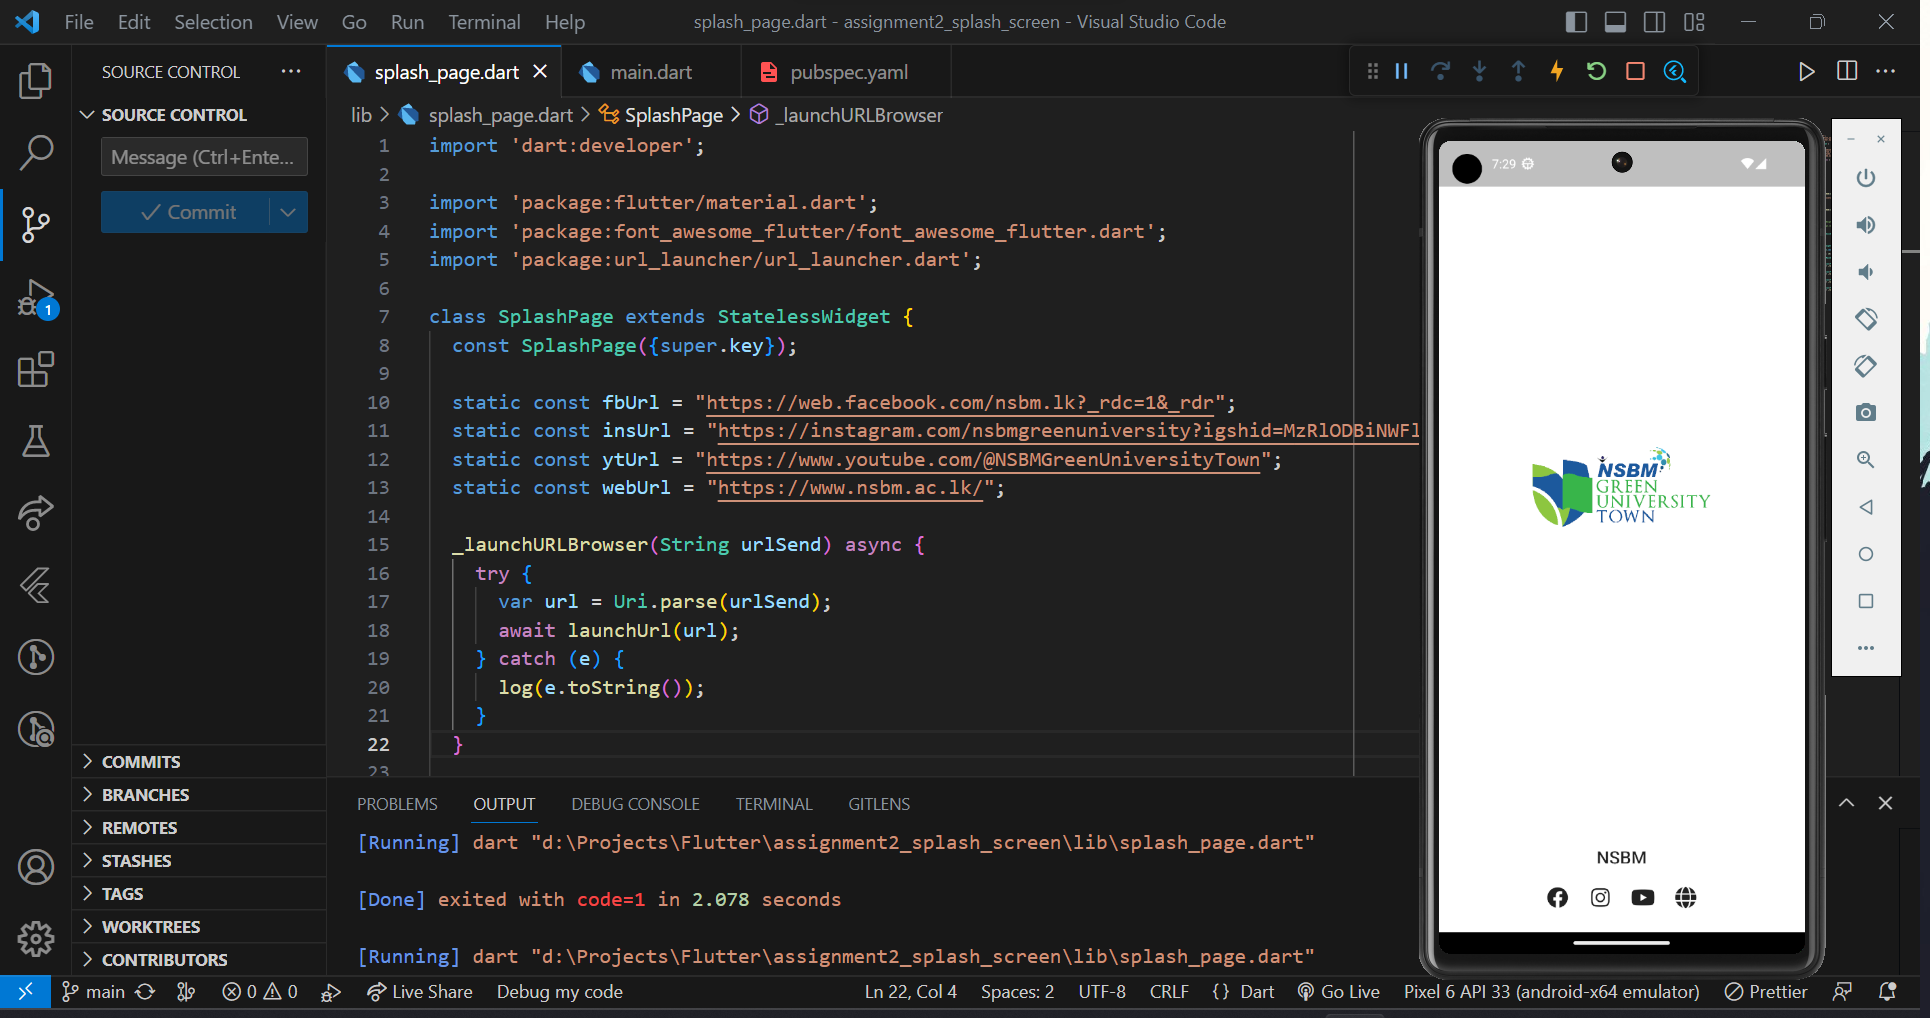 File Edit Selection View Go Run Terminal Help
splash_page.dart - assignment2_splash_screen - Visual Studio Code
SOURCE CONTROL
splash_page.dart
main.dart
pubspec.yaml
SOURCE CONTROL
Message (Ctrl+Ente...
Commit
1
lib > splash_page.dart > SplashPage > _launchURLBrowser
1 import 'dart:developer';
2
3 import 'package:flutter/material.dart';
4 import 'package:font_awesome_flutter/font_awesome_flutter.dart';
5 import 'package:url_launcher/url_launcher.dart';
6
7 class SplashPage extends StatelessWidget {
8 const SplashPage({super.key});
9
10 static const fbUrl = "https://web.facebook.com/nsbm.lk?_rdc=1&_rdr";
11 static const insUrl = "https://instagram.com/nsbmgreenuniversity?igshid=MzRlODBiNWFl
12 static const ytUrl = "https://www.youtube.com/@NSBMGreenUniversityTown";
13 static const webUrl = "https://www.nsbm.ac.lk/";
14
15 _launchURLBrowser(String urlSend) async {
16 try {
17 var url = Uri.parse(urlSend);
18 await launchUrl(url);
19 } catch (e) {
20 log(e.toString());
21 }
22 }
23
COMMITS
BRANCHES
REMOTES
STASHES
TAGS
WORKTREES
CONTRIBUTORS
PROBLEMS OUTPUT DEBUG CONSOLE TERMINAL GITLENS
[Running] dart "d:\Projects\Flutter\assignment2_splash_screen\lib\splash_page.dart"
[Done] exited with code=1 in 2.078 seconds
[Running] dart "d:\Projects\Flutter\assignment2_splash_screen\lib\splash_page.dart"
7:29
NSBM
GREEN
UNIVERSITY
TOWN
NSBM
main 0 0 Live Share Debug my code Ln 22, Col 4 Spaces: 2 UTF-8 CRLF {} Dart Go Live Pixel 6 API 33 (android-x64 emulator) Prettier